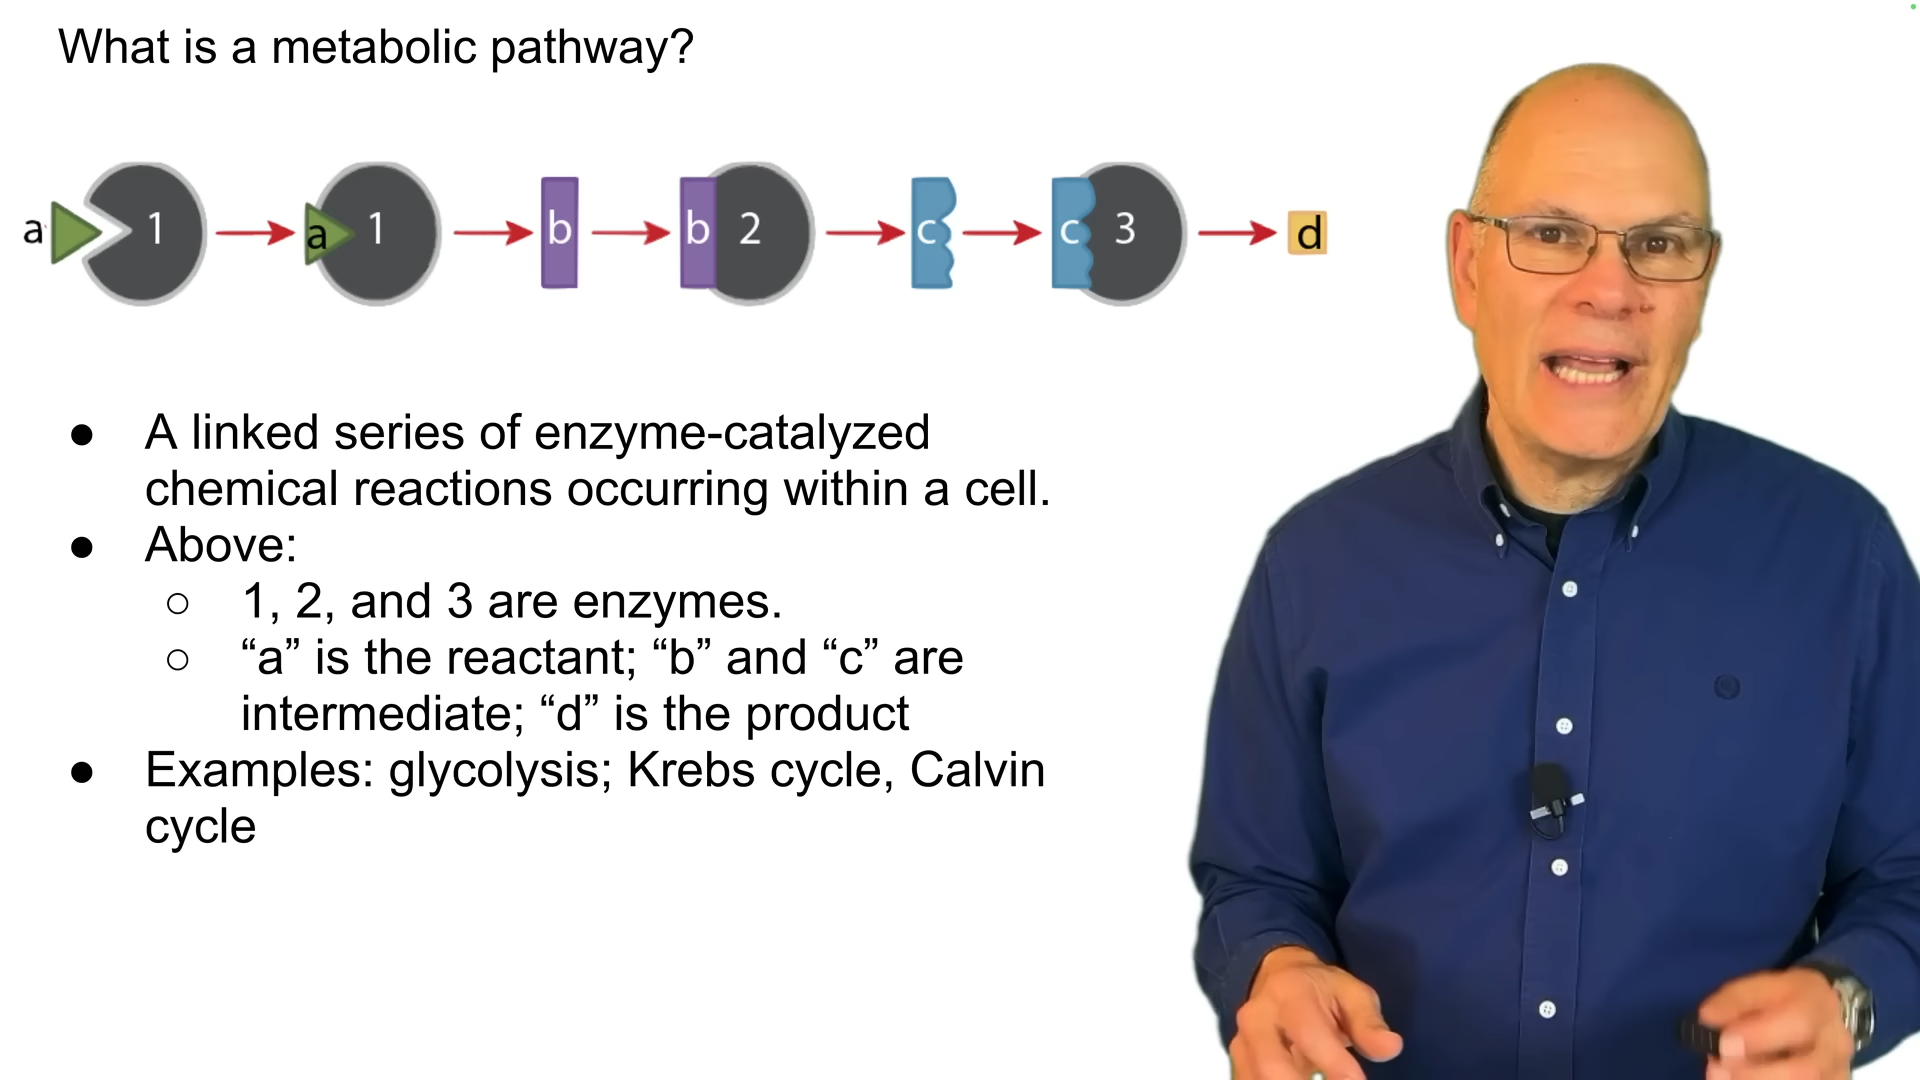 What is a metabolic pathway?
a 1 a 1 b b 2 c c 3 d
● A linked series of enzyme-catalyzed
chemical reactions occurring within a cell.
● Above:
○ 1, 2, and 3 are enzymes.
○ “a” is the reactant; “b” and “c” are
intermediate; “d” is the product
● Examples: glycolysis; Krebs cycle, Calvin
cycle